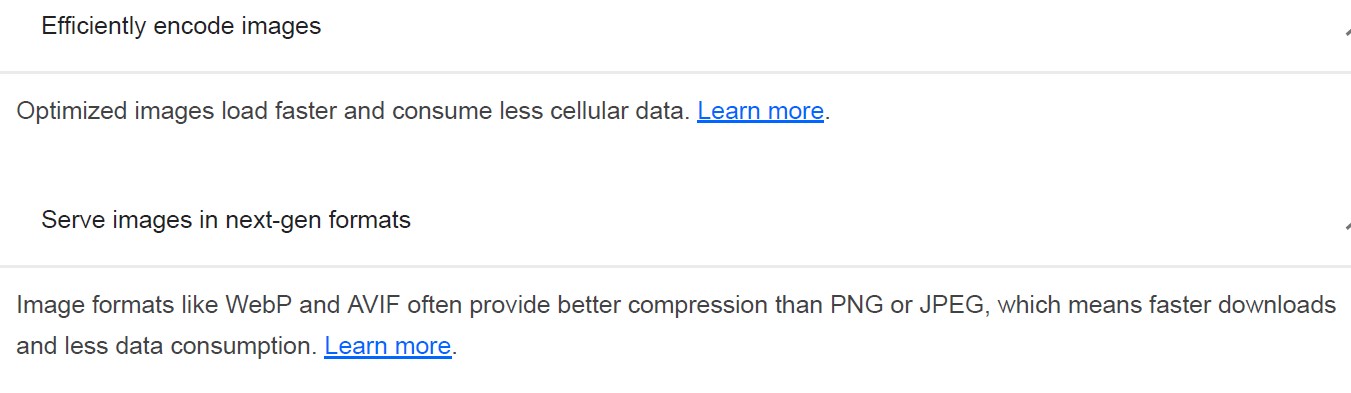 Efficiently encode images
Optimized images load faster and consume less cellular data. Learn more.
Serve images in next-gen formats
Image formats like WebP and AVIF often provide better compression than PNG or JPEG, which means faster downloads
and less data consumption. Learn more.